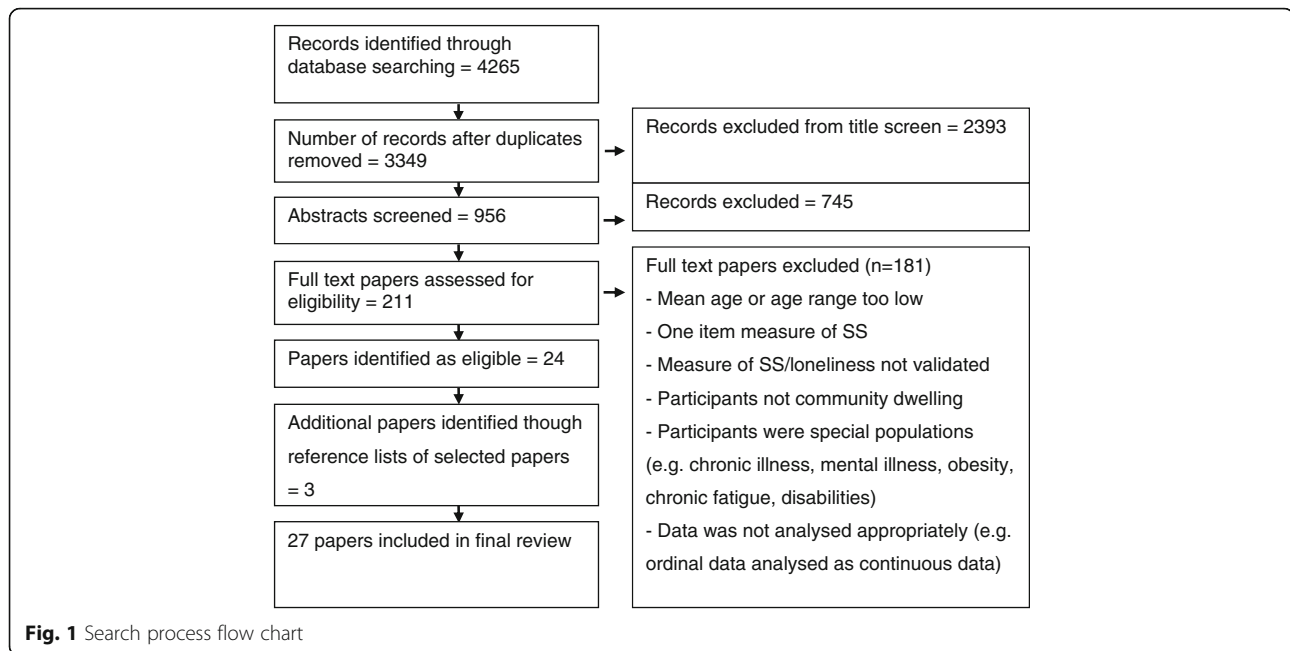 Records identified through
database searching = 4265
Number of records after duplicates
removed = 3349
Records excluded from title screen = 2393
Abstracts screened = 956
Records excluded = 745
Full text papers assessed for
eligibility = 211
Full text papers excluded (n=181)
- Mean age or age range too low
- One item measure of SS
- Measure of SS/loneliness not validated
- Participants not community dwelling
- Participants were special populations
(e.g. chronic illness, mental illness, obesity,
chronic fatigue, disabilities)
- Data was not analysed appropriately (e.g.
ordinal data analysed as continuous data)
Papers identified as eligible = 24
Additional papers identified though
reference lists of selected papers
= 3
27 papers included in final review
Fig. 1 Search process flow chart